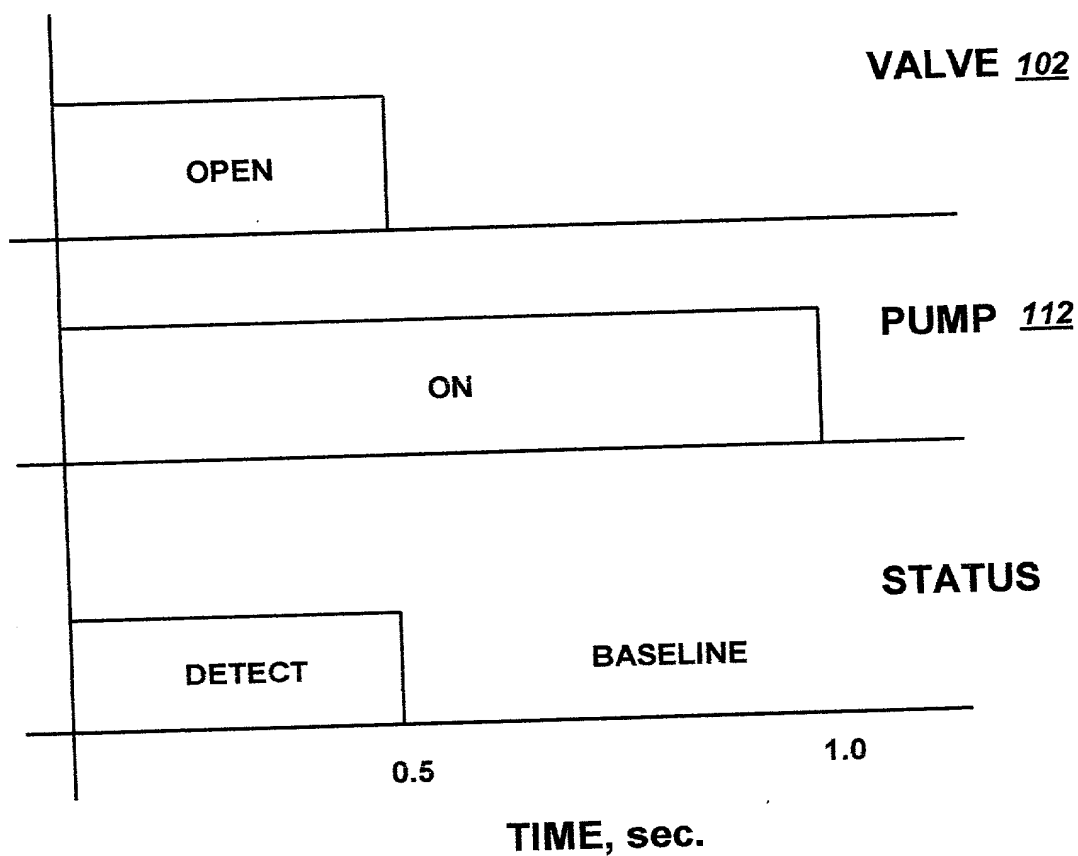 VALVE 102
OPEN
PUMP 112
ON
STATUS
DETECT
BASELINE
0.5
1.0
TIME, sec.